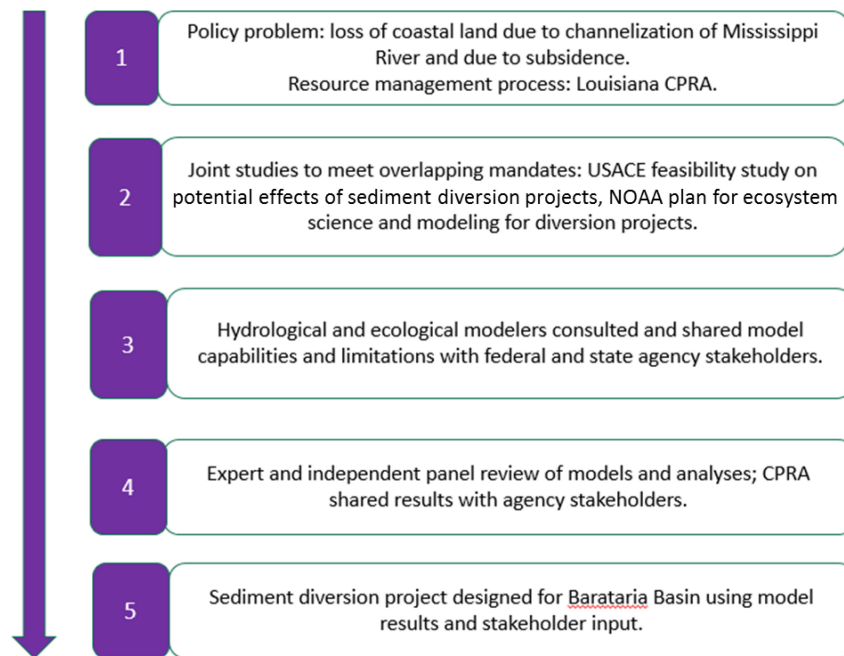 1
Policy problem: loss of coastal land due to channelization of Mississippi
River and due to subsidence.
Resource management process: Louisiana CPRA.
2
Joint studies to meet overlapping mandates: USACE feasibility study on
potential effects of sediment diversion projects, NOAA plan for ecosystem
science and modeling for diversion projects.
3
Hydrological and ecological modelers consulted and shared model
capabilities and limitations with federal and state agency stakeholders.
4
Expert and independent panel review of models and analyses; CPRA
shared results with agency stakeholders.
5
Sediment diversion project designed for Barataria Basin using model
results and stakeholder input.